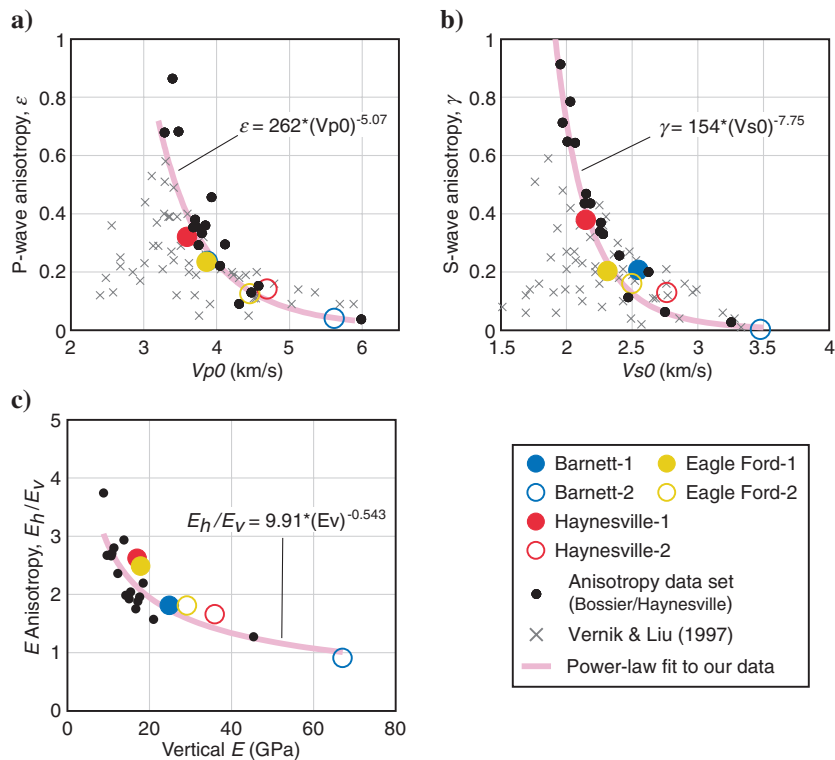 a)
1
0.8
0.6
0.4
0.2
0
P-wave anisotropy, ε
ε = 262*(Vp0)^-5.07
2 3 4 5 6
Vp0 (km/s)
b)
1
0.8
0.6
0.4
0.2
0
S-wave anisotropy, γ
γ = 154*(Vs0)^-7.75
1.5 2 2.5 3 3.5 4
Vs0 (km/s)
c)
5
4
3
2
1
0
E Anisotropy, Eh/Ev
Eh/Ev = 9.91*(Ev)^-0.543
0 20 40 60 80
Vertical E (GPa)
Barnett-1
Eagle Ford-1
Barnett-2
Eagle Ford-2
Haynesville-1
Haynesville-2
Anisotropy data set
(Bossier/Haynesville)
Vernik & Liu (1997)
Power-law fit to our data